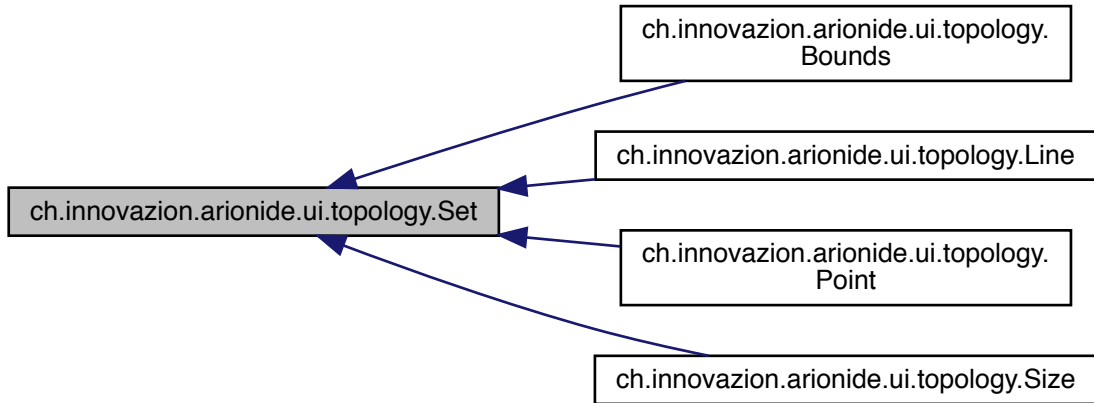 ch.innovazion.arionide.ui.topology.
Bounds
ch.innovazion.arionide.ui.topology.Line
ch.innovazion.arionide.ui.topology.Set
ch.innovazion.arionide.ui.topology.
Point
ch.innovazion.arionide.ui.topology.Size